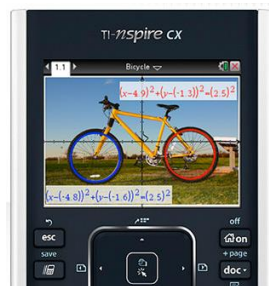 TI-nspire CX
1.1
Bicycle
(x-4.9)²+(y-(-1.3))²=(2.5)²
(x-(-4.8))²+(y-(-1.6))²=(2.5)²
off
esc
on
save
+page
doc